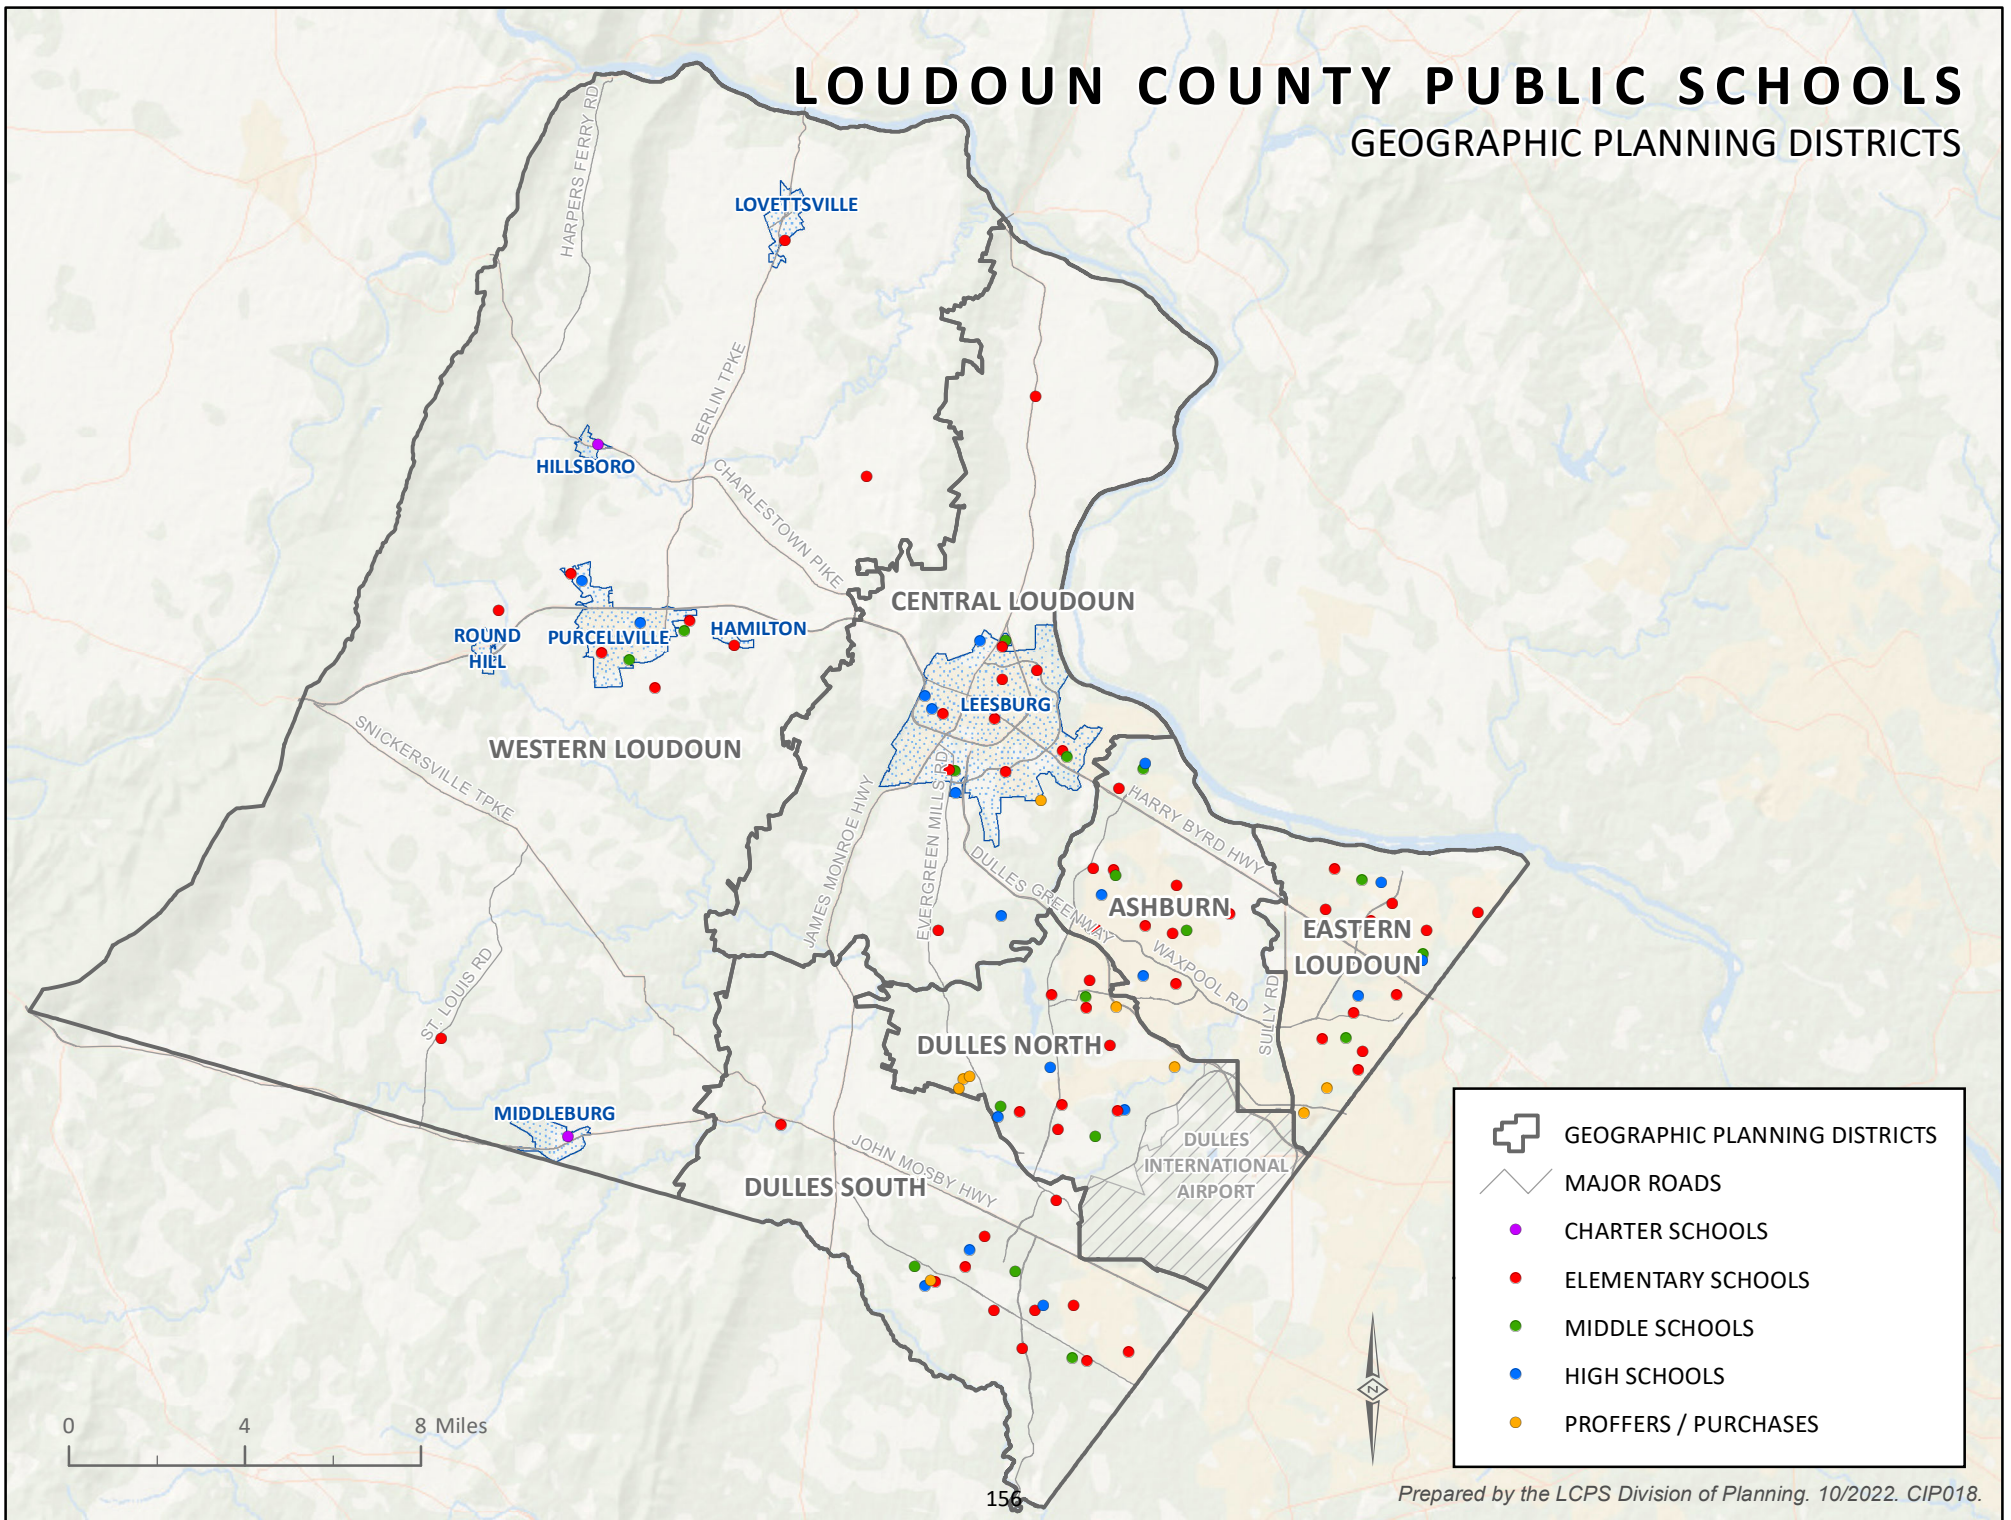 LOUDOUN COUNTY PUBLIC SCHOOLS
GEOGRAPHIC PLANNING DISTRICTS
HARPERS FERRY RD
LOVETTSVILLE
BERLIN TPKE
HILLSBORO
CHARLESTOWN PIKE
CENTRAL LOUDOUN
ROUND
HILL
PURCELLVILLE
HAMILTON
LEESBURG
WESTERN LOUDOUN
SNICKERSVILLE TPKE
JAMES MONROE HWY
EVERGREEN MILLS RD
HARRY BYRD HWY
DULLES GREENWAY
ASHBURN
EASTERN
LOUDOUN
WAXPOOL RD
SULLY RD
ST. LOUIS RD
DULLES NORTH
MIDDLEBURG
DULLES
INTERNATIONAL
AIRPORT
JOHN MOSBY HWY
DULLES SOUTH
GEOGRAPHIC PLANNING DISTRICTS
MAJOR ROADS
CHARTER SCHOOLS
ELEMENTARY SCHOOLS
MIDDLE SCHOOLS
HIGH SCHOOLS
PROFFERS / PURCHASES
N
0 4 8 Miles
156
Prepared by the LCPS Division of Planning. 10/2022. CIP018.